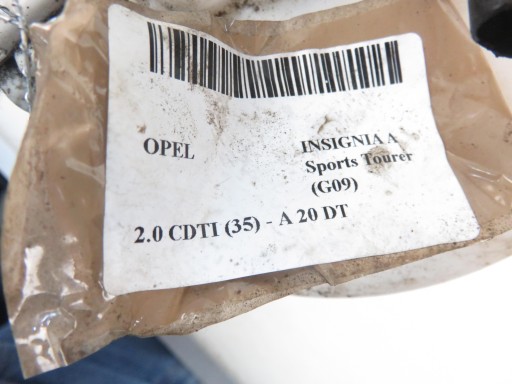 OPEL
INSIGNIA A
Sports Tourer
(G09)
2.0 CDTI (35) - A 20 DT